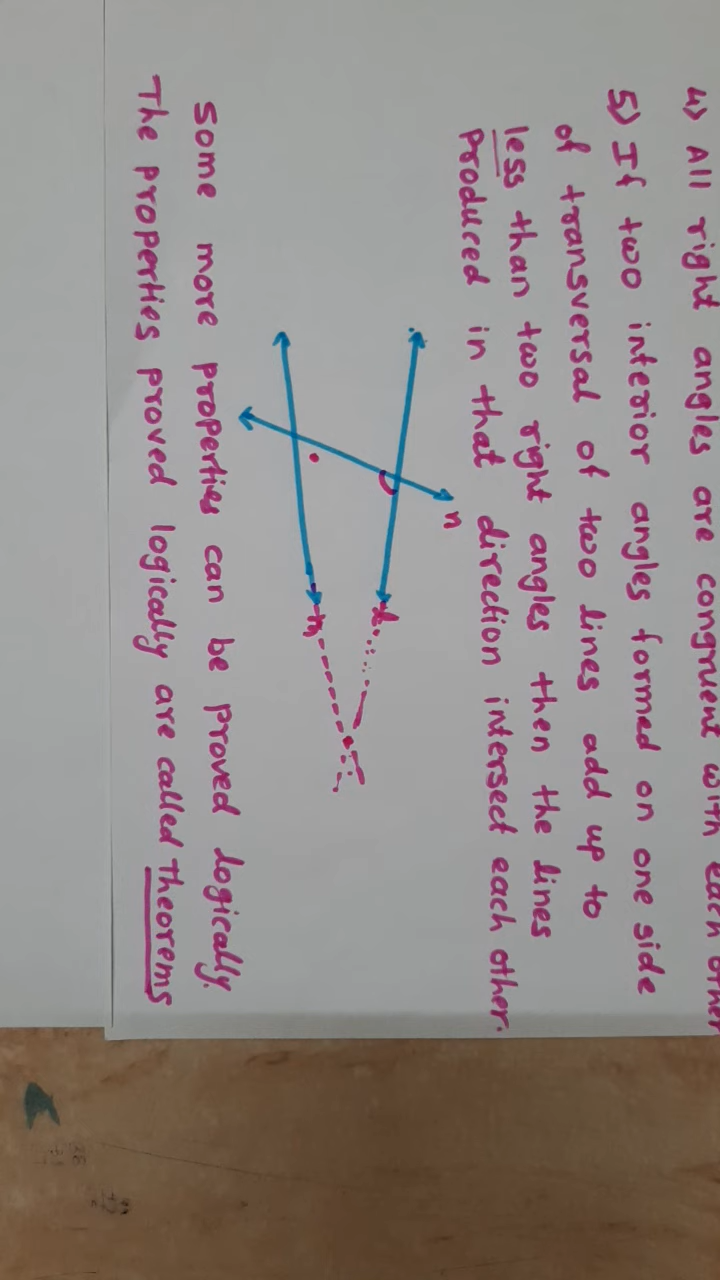 4) All right angles are congruent with each other
5) If two interior angles formed on one side
of transversal of two lines add up to
less than two right angles then the lines
produced in that direction intersect each other.
n
l
m
Some more properties can be proved logically.
The properties proved logically are called Theorems